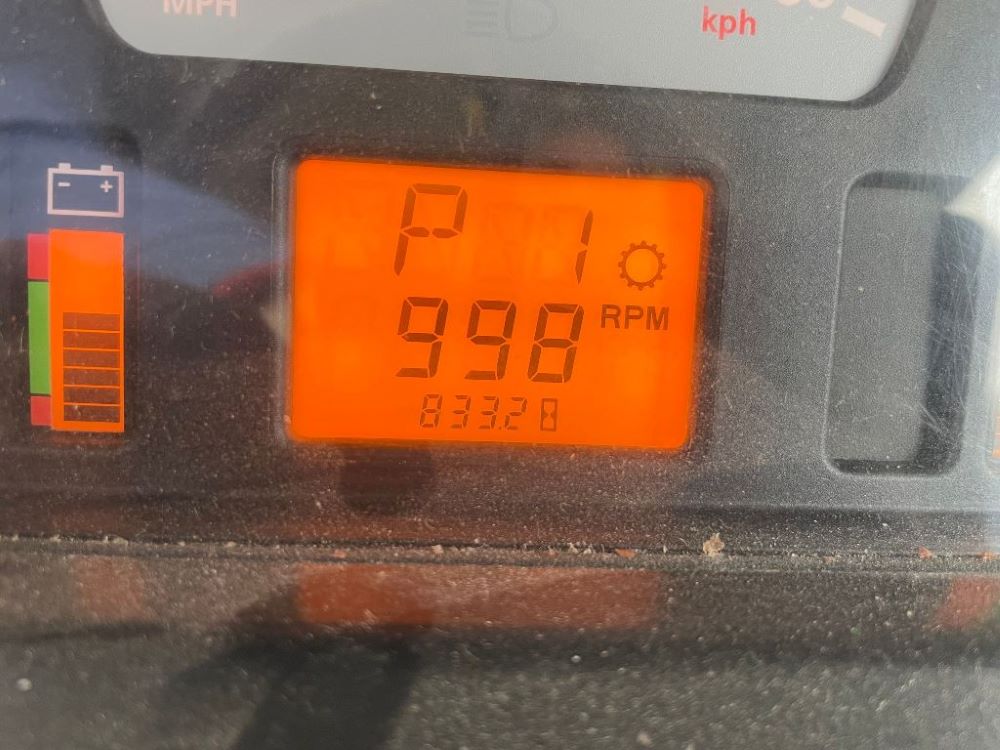 MPH
kph
- +
P 1
998 RPM
833.2